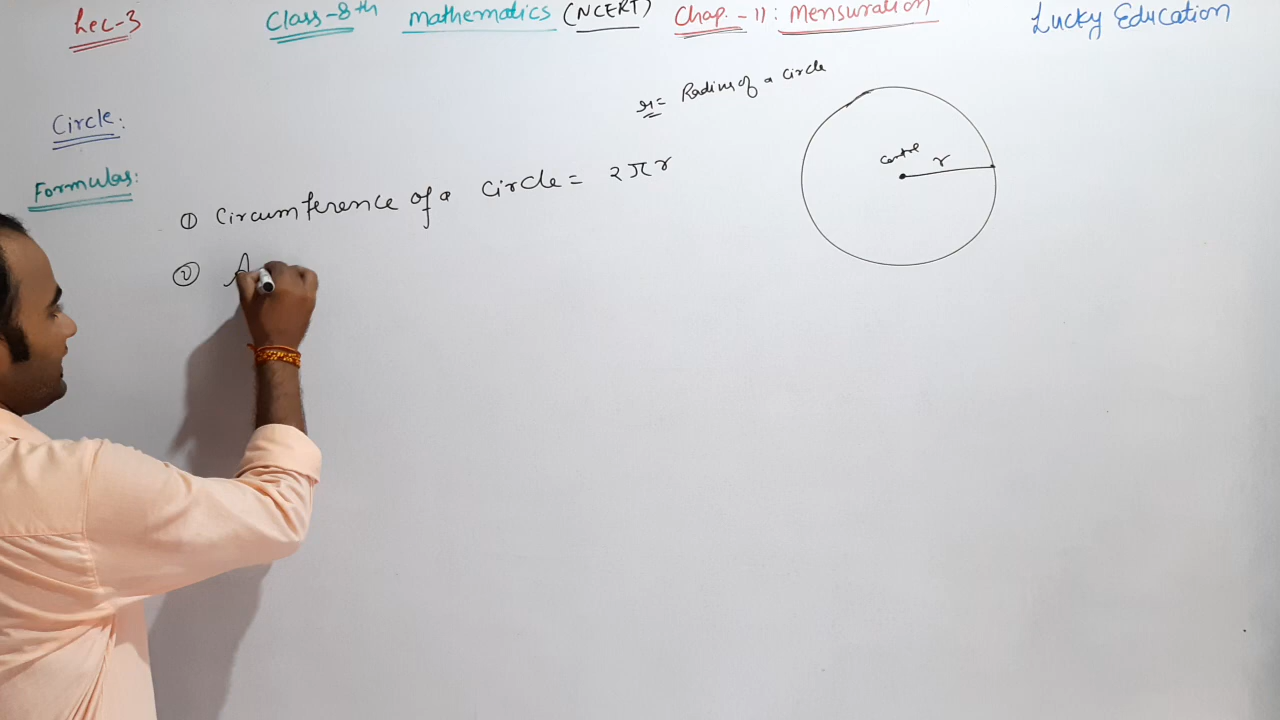 Lec-3 Class-8th Mathematics (NCERT) Chap.-11: Mensuration Lucky Education
r = Radius of a circle
Circle:
centre r
Formulas:
① Circumference of a circle = 2πr
② A